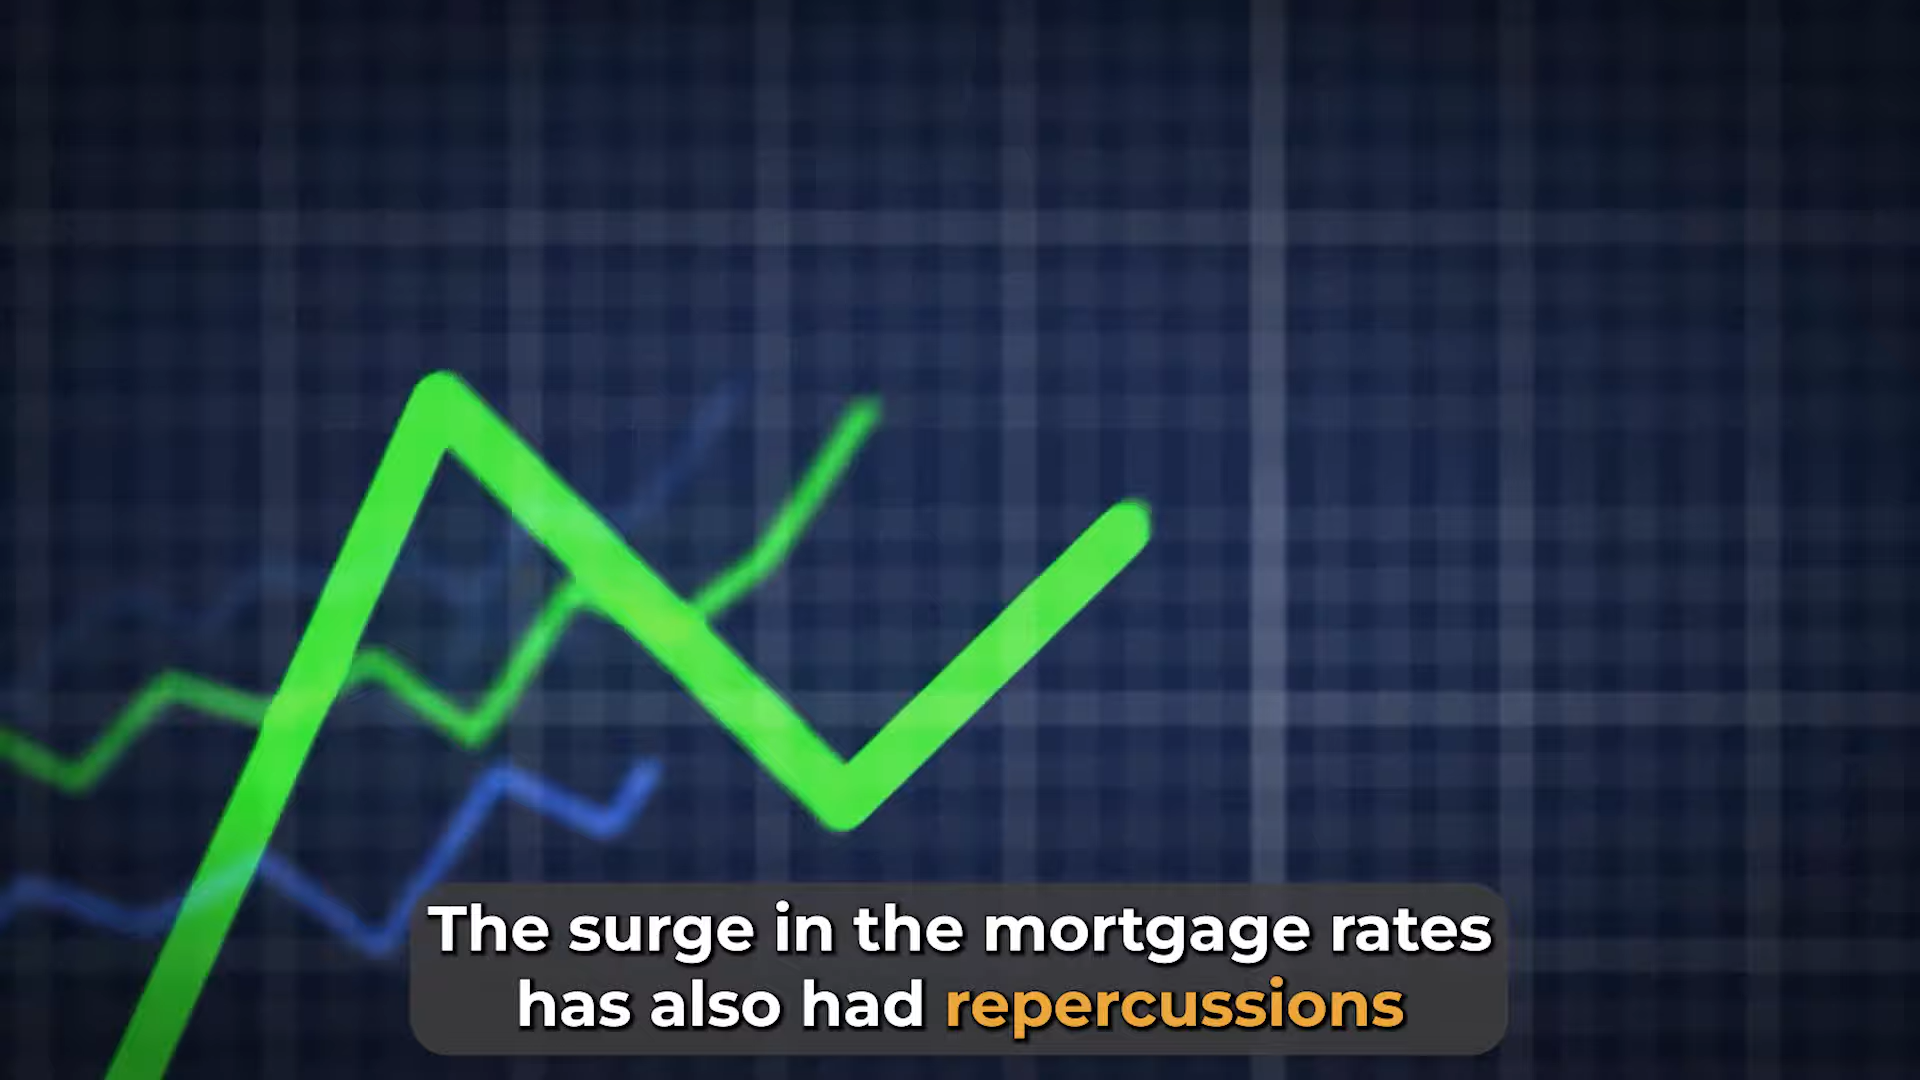 The surge in the mortgage rates
has also had repercussions